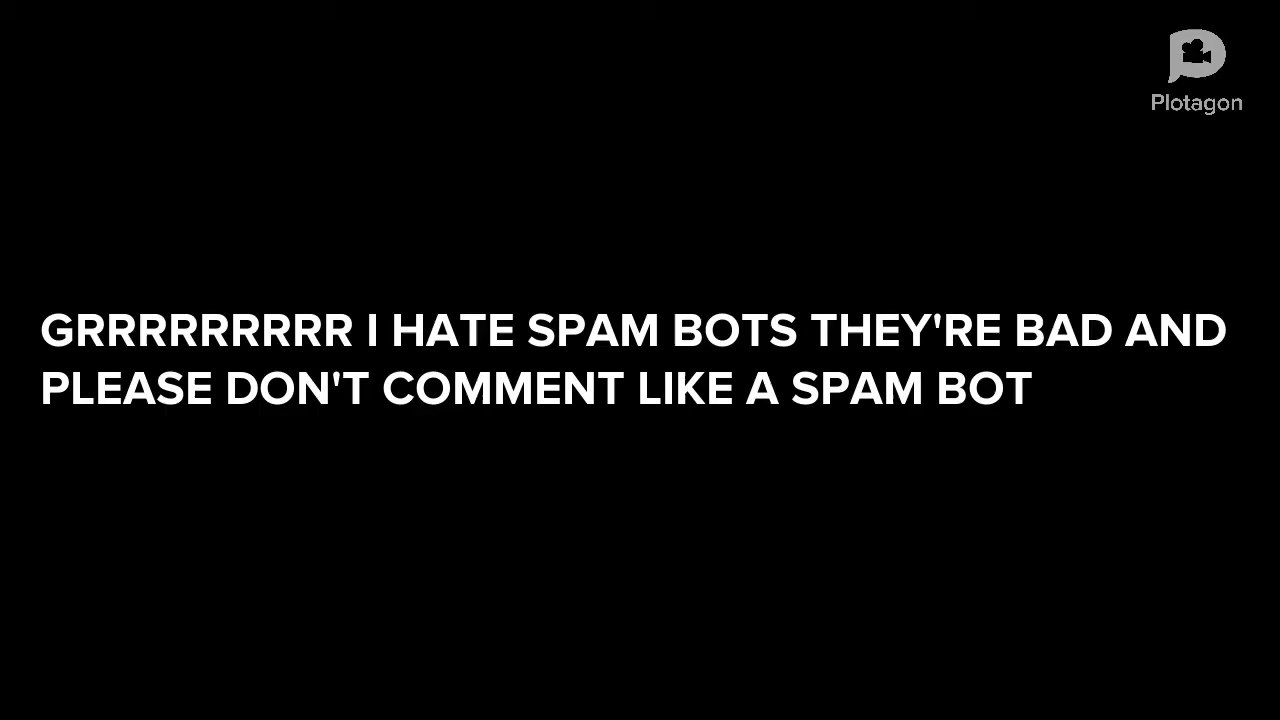 Plotagon
GRRRRRRRRR I HATE SPAM BOTS THEY'RE BAD AND
PLEASE DON'T COMMENT LIKE A SPAM BOT